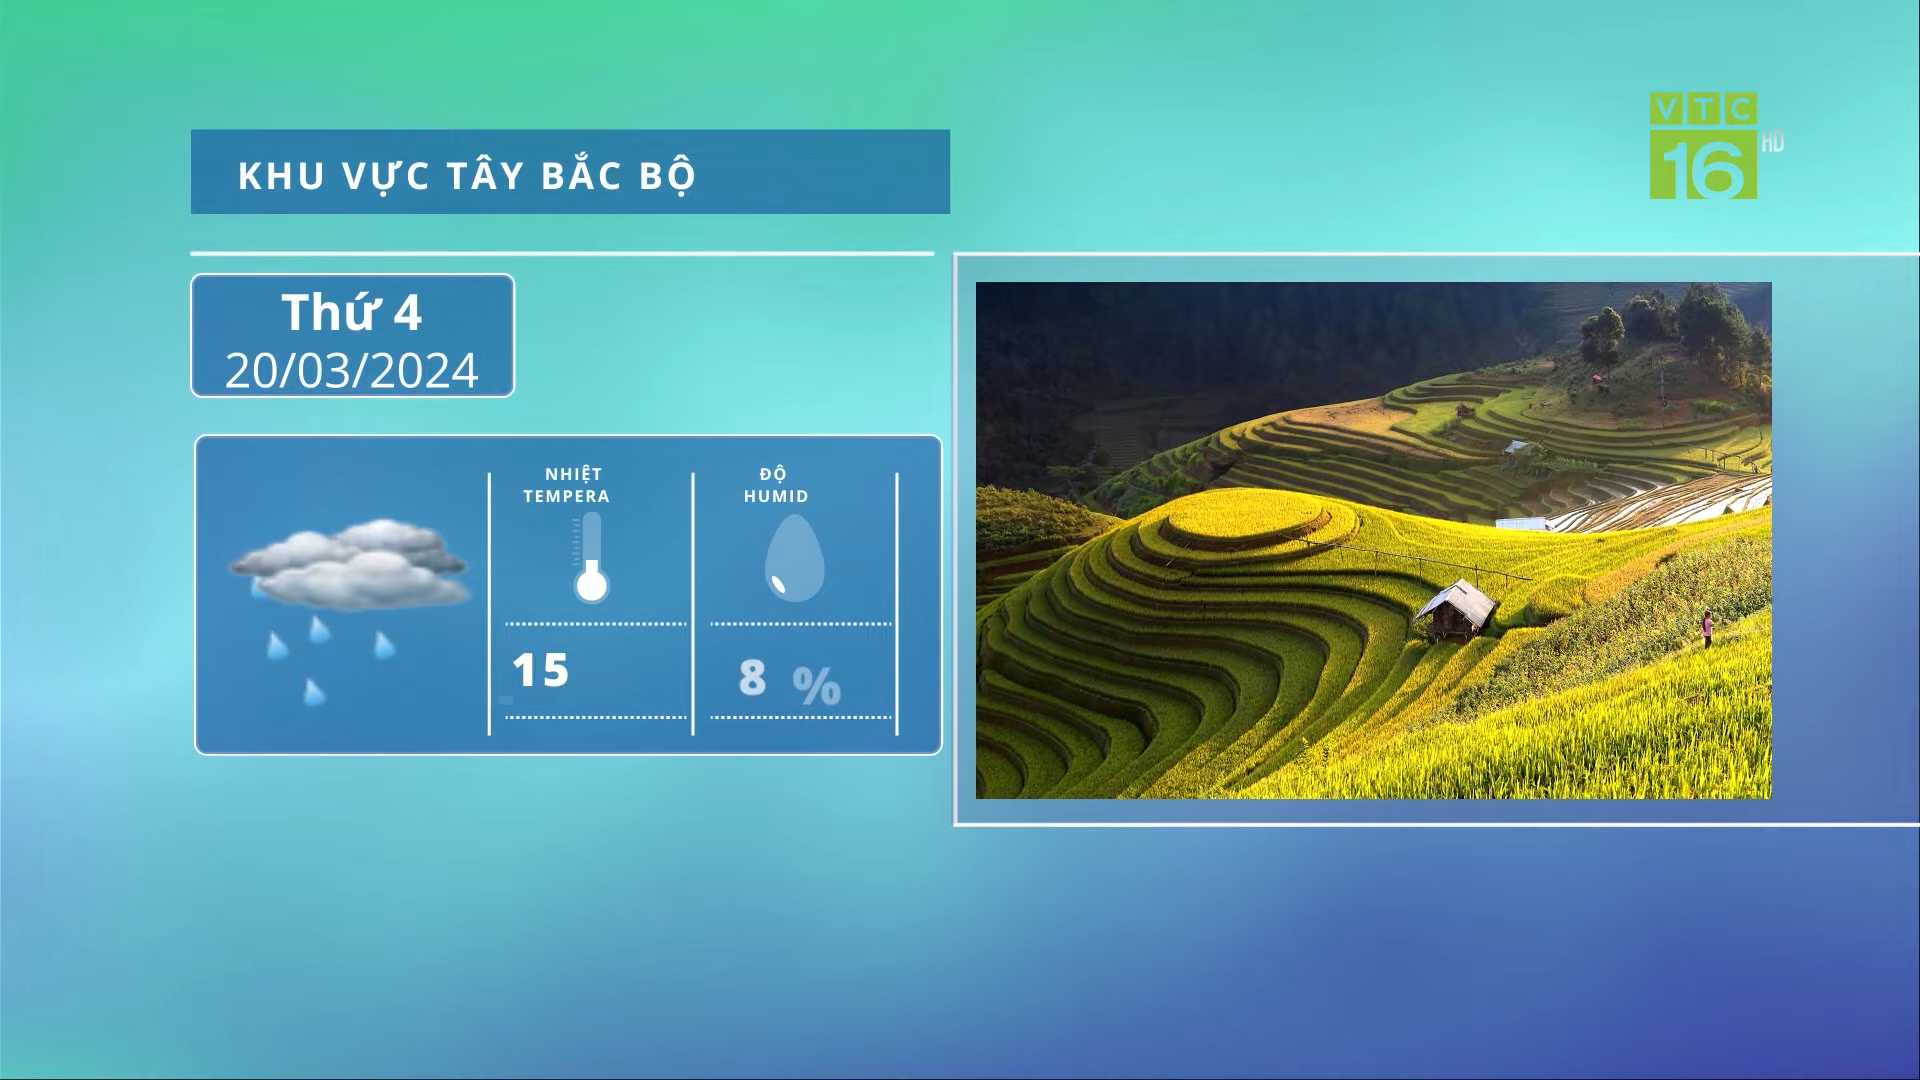 VTC
16 HD
KHU VỰC TÂY BẮC BỘ
Thứ 4
20/03/2024
NHIỆT
TEMPERA
ĐỘ
HUMID
15
8 %